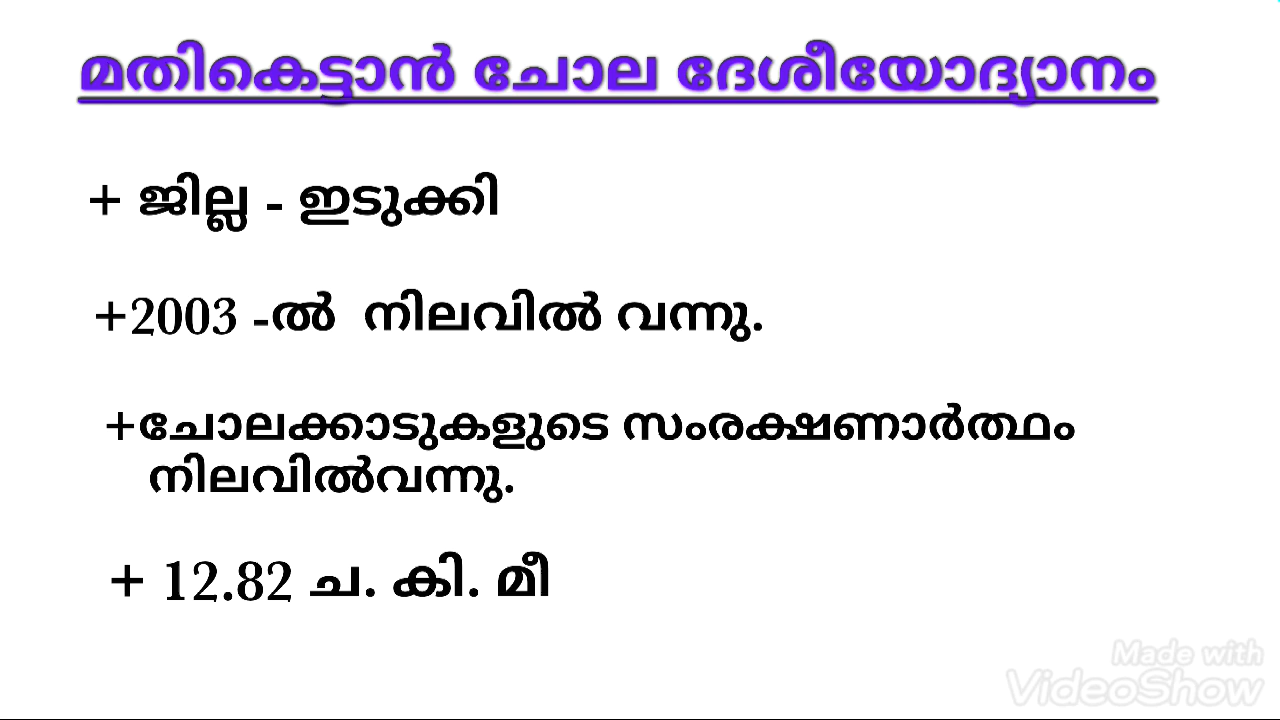 മതികെട്ടാൻ ചോല ദേശീയോദ്യാനം
+ ജില്ല - ഇടുക്കി
+2003 -ൽ നിലവിൽ വന്നു.
+ചോലക്കാടുകളുടെ സംരക്ഷണാർത്ഥം
നിലവിൽവന്നു.
+ 12.82 ച. കി. മീ
Made with
VideoShow